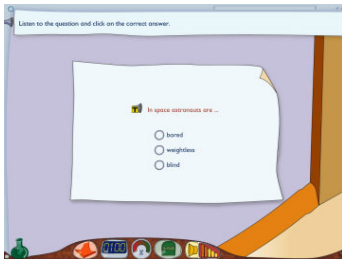 Listen to the question and click on the correct answer.
In space astronauts are ...
bored
weightless
blind